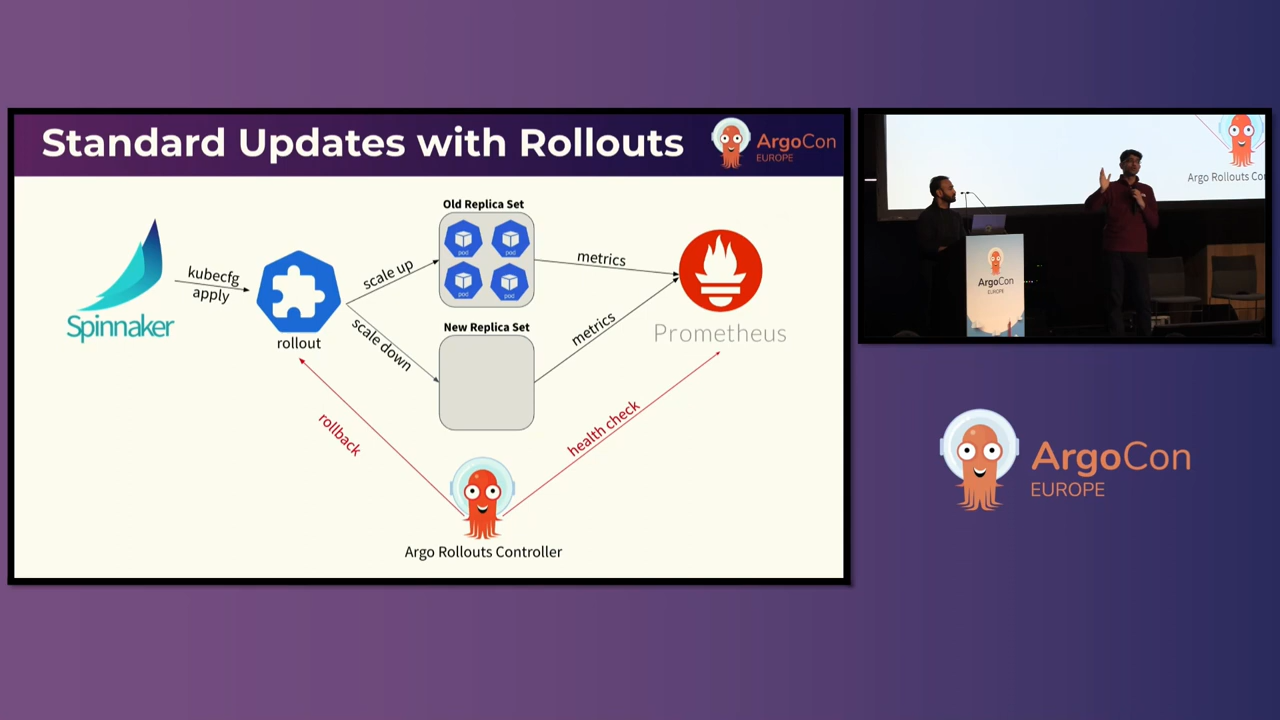 Standard Updates with Rollouts
ArgoCon
EUROPE
Old Replica Set
pod
pod
pod
pod
kubecfg
apply
scale up
metrics
Spinnaker
rollout
scale down
New Replica Set
metrics
Prometheus
rollback
health check
Argo Rollouts Controller
Argo Rollouts Con
ArgoCon
EUROPE
ArgoCon
EUROPE